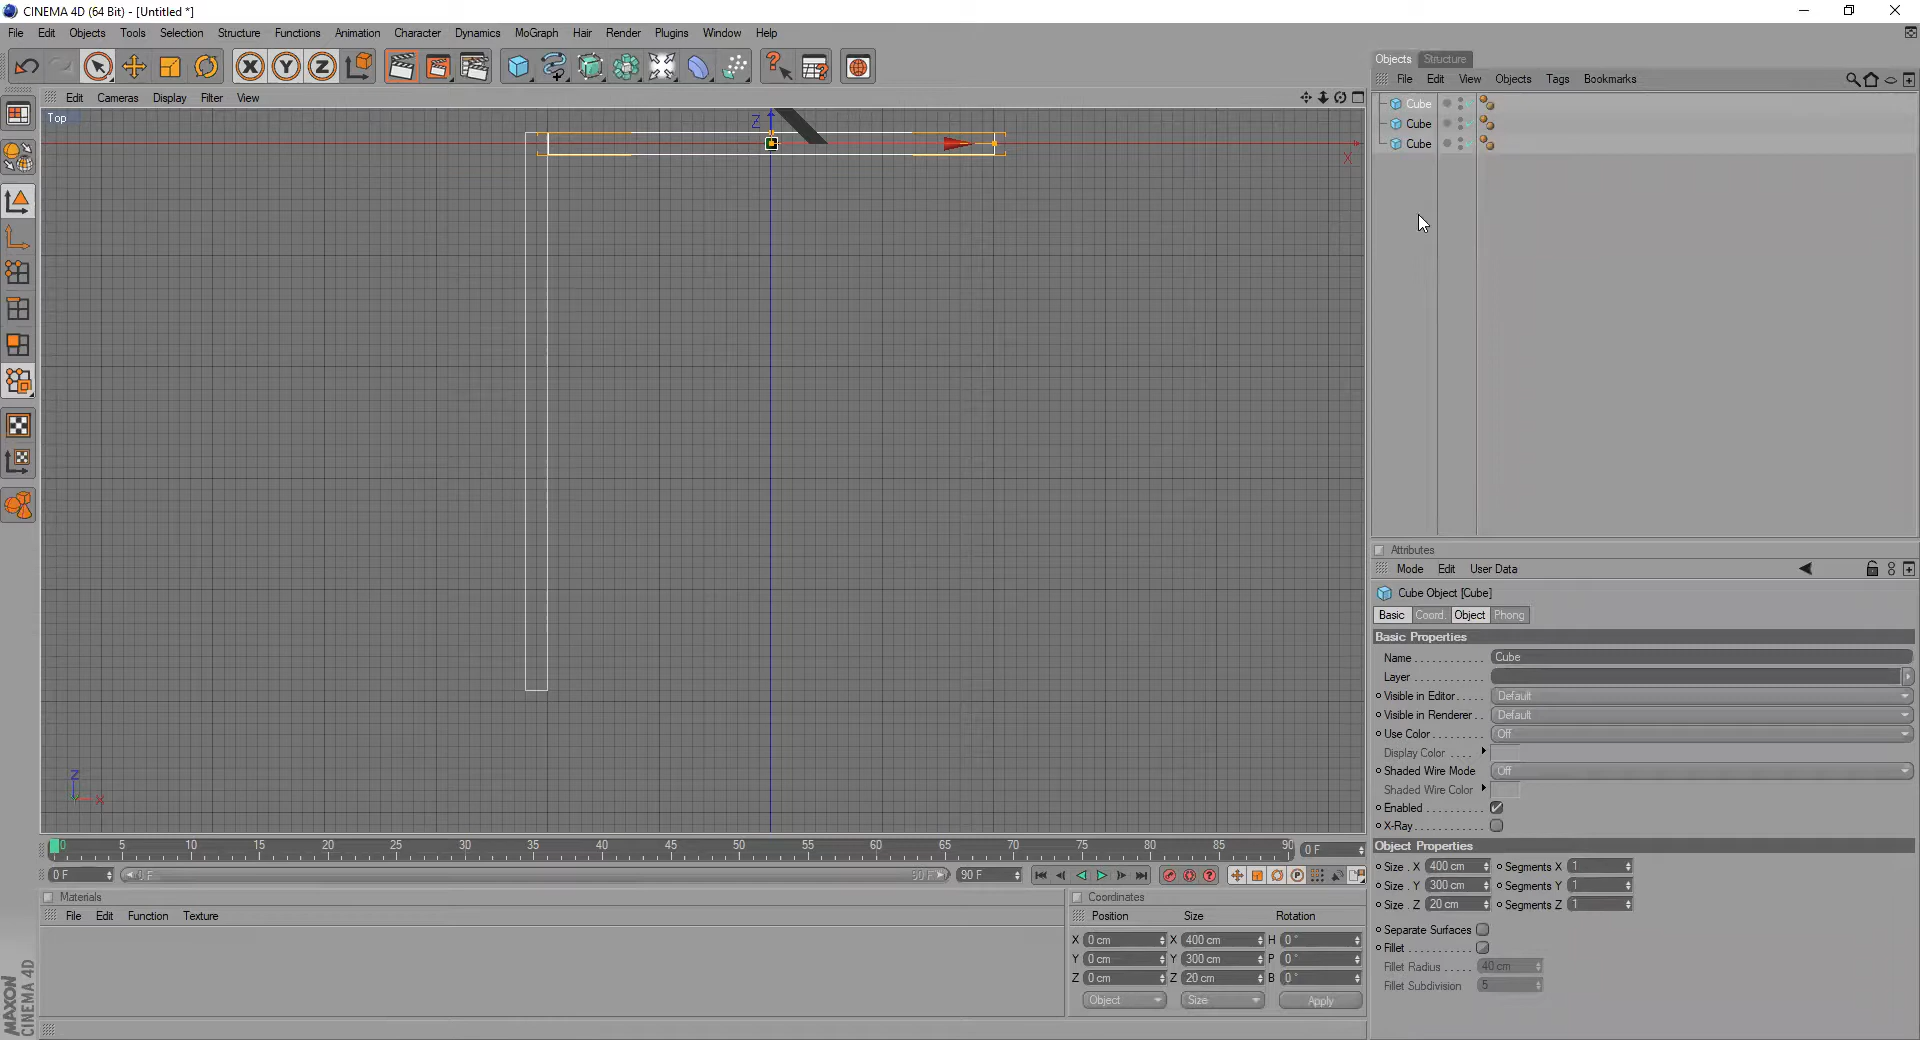 CINEMA 4D (64 Bit) - [Untitled *]
File Edit Objects Tools Selection Structure Functions Animation Character Dynamics MoGraph Hair Render Plugins Window Help
X Y Z
Objects Structure
File Edit View Objects Tags Bookmarks
Edit Cameras Display Filter View
Top
Z
X
Cube
Cube
Cube
Z
X
Attributes
Mode Edit User Data
Cube Object [Cube]
Basic Coord. Object Phong
Basic Properties
Name . . . . . . . . . . . Cube
Layer . . . . . . . . . . .
Visible in Editor . . . . . Default
Visible in Renderer . . Default
Use Color . . . . . . . . Off
Display Color . . . .
Shaded Wire Mode Off
Shaded Wire Color
Enabled . . . . . . . . .
X-Ray . . . . . . . . . . .
Object Properties
Size . X 400 cm Segments X 1
Size . Y 300 cm Segments Y 1
Size . Z 20 cm Segments Z 1
Separate Surfaces
Fillet . . . . . . . . . . .
Fillet Radius . . . . . 40 cm
Fillet Subdivision 5
0 5 10 15 20 25 30 35 40 45 50 55 60 65 70 75 80 85 90 0 F
0 F 0 F 90 F 90 F
Materials
File Edit Function Texture
Coordinates
Position Size Rotation
X 0 cm X 400 cm H 0 °
Y 0 cm Y 300 cm P 0 °
Z 0 cm Z 20 cm B 0 °
Object Size Apply
MAXON
CINEMA 4D